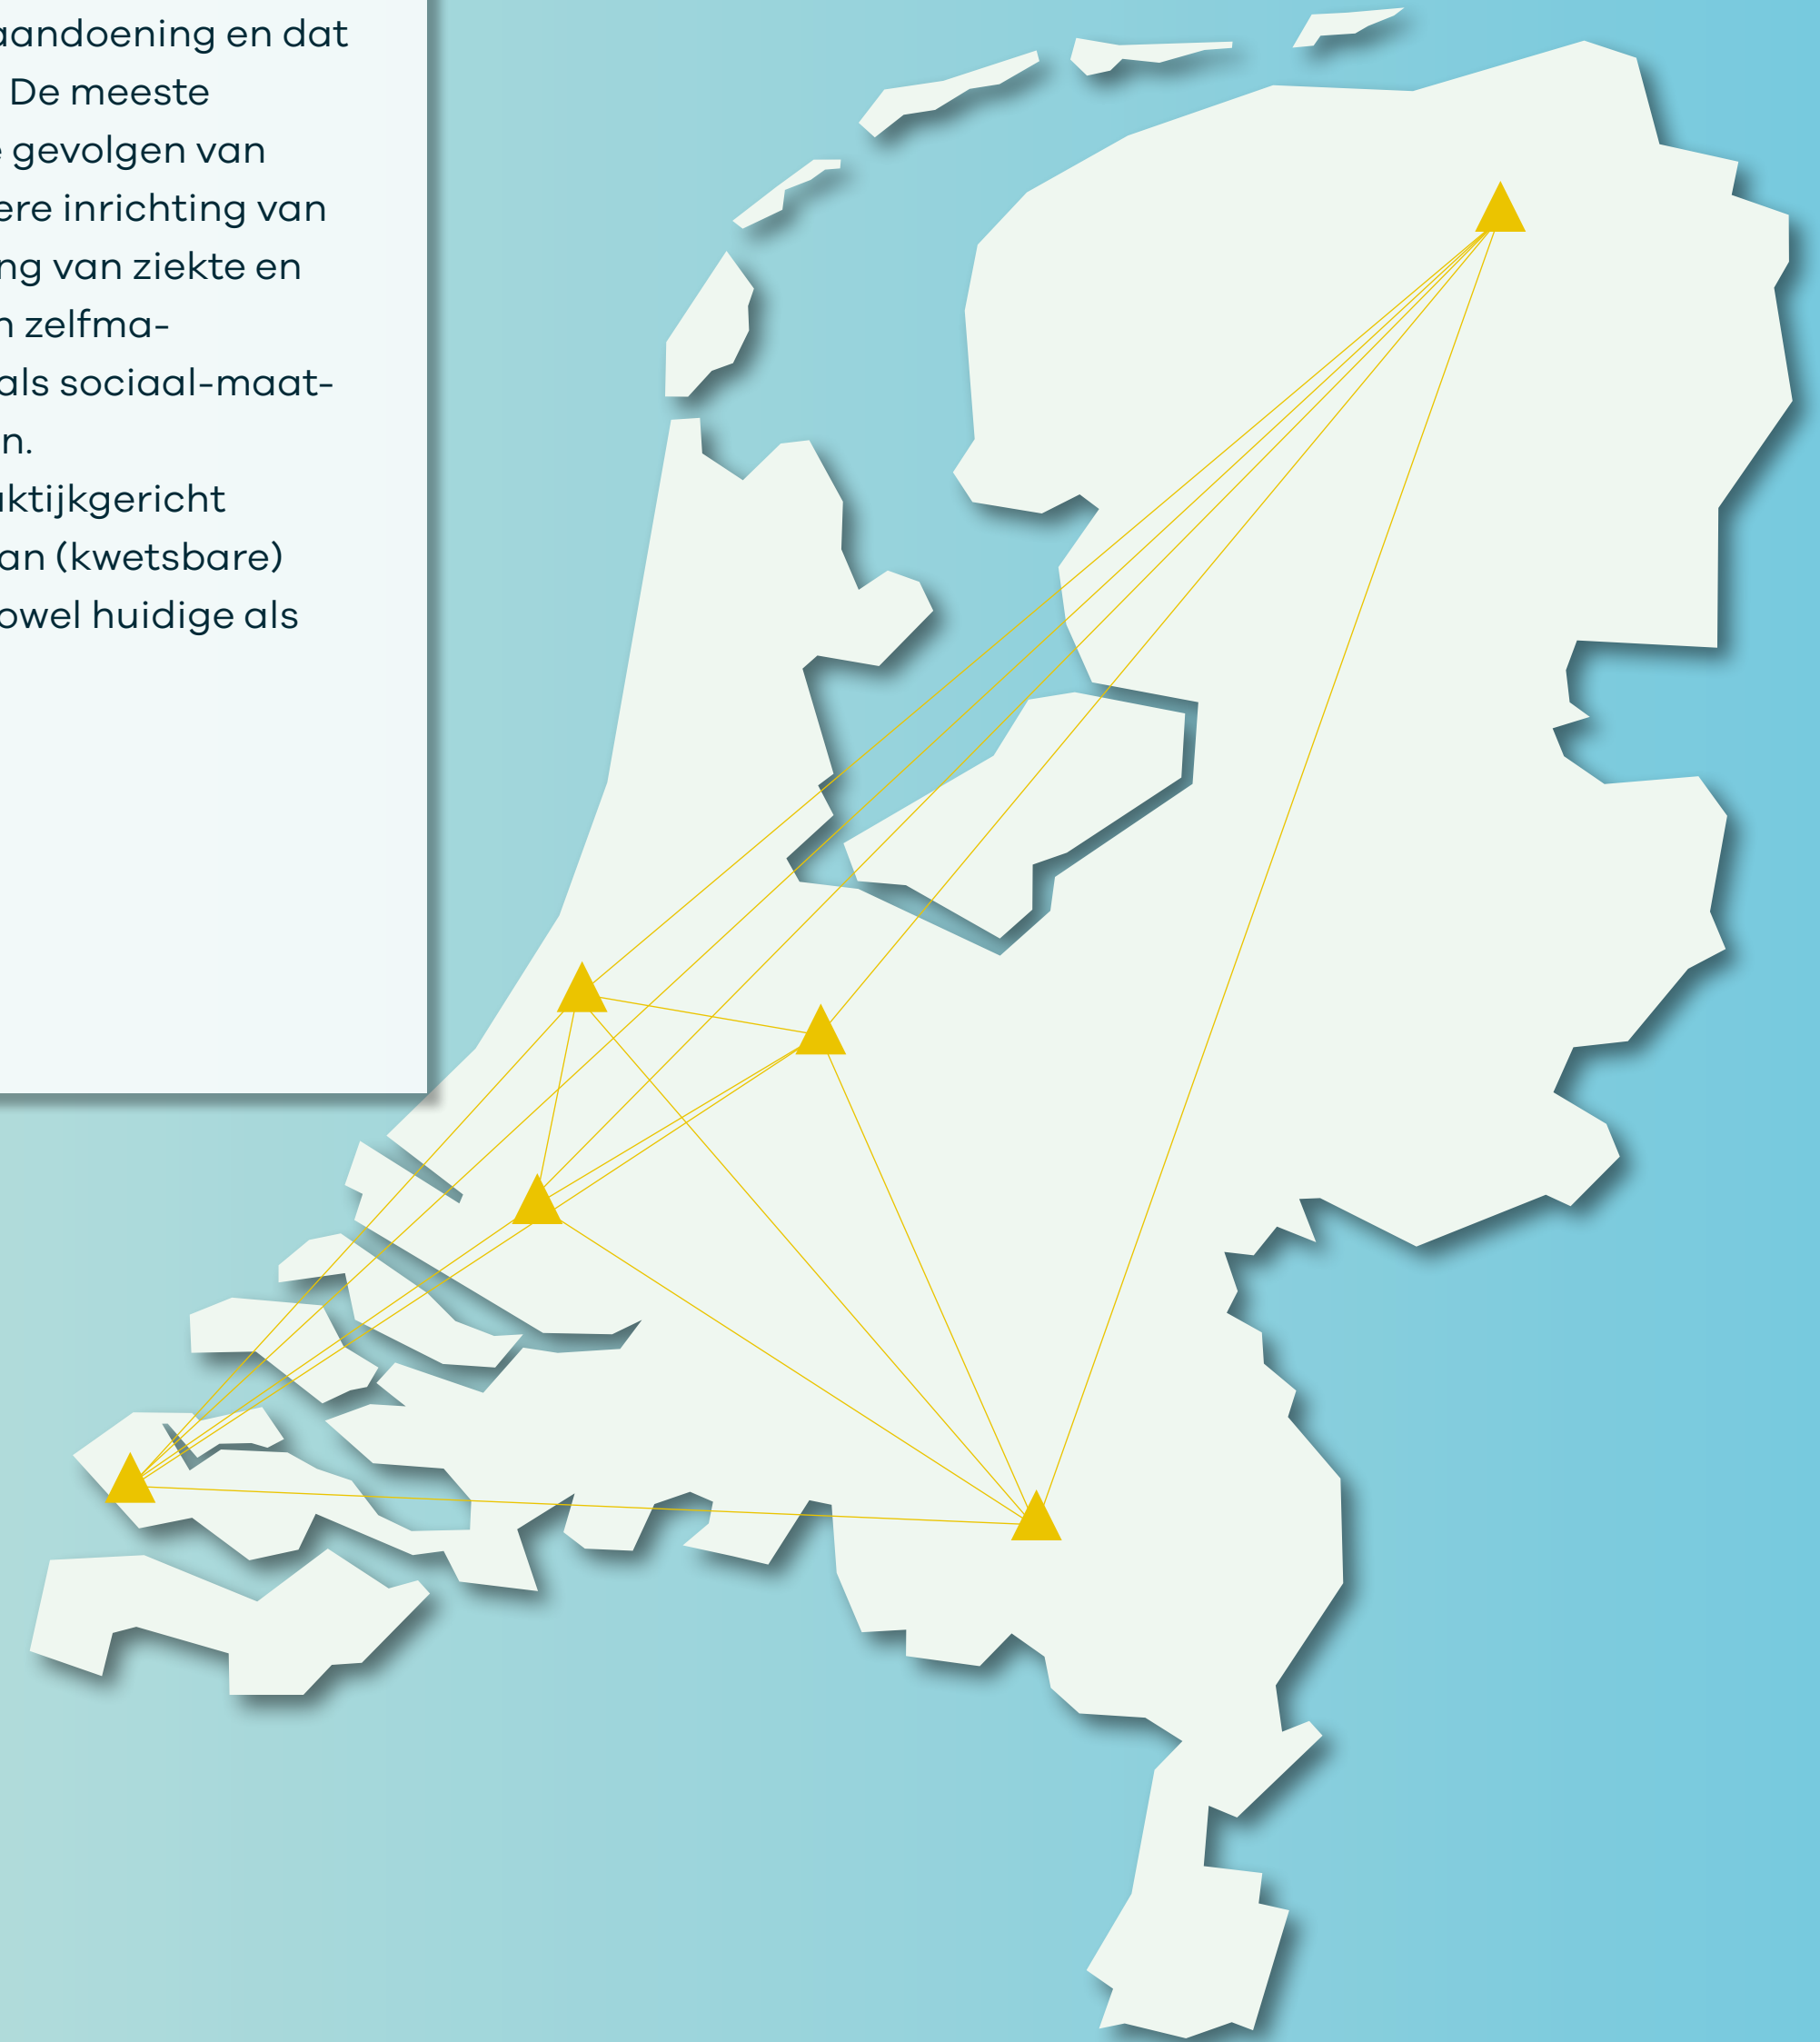 aandoening en dat
De meeste
gevolgen van
ere inrichting van
ng van ziekte en
n zelfma-
als sociaal-maat-
n.
aktijkgericht
an (kwetsbare)
owel huidige als